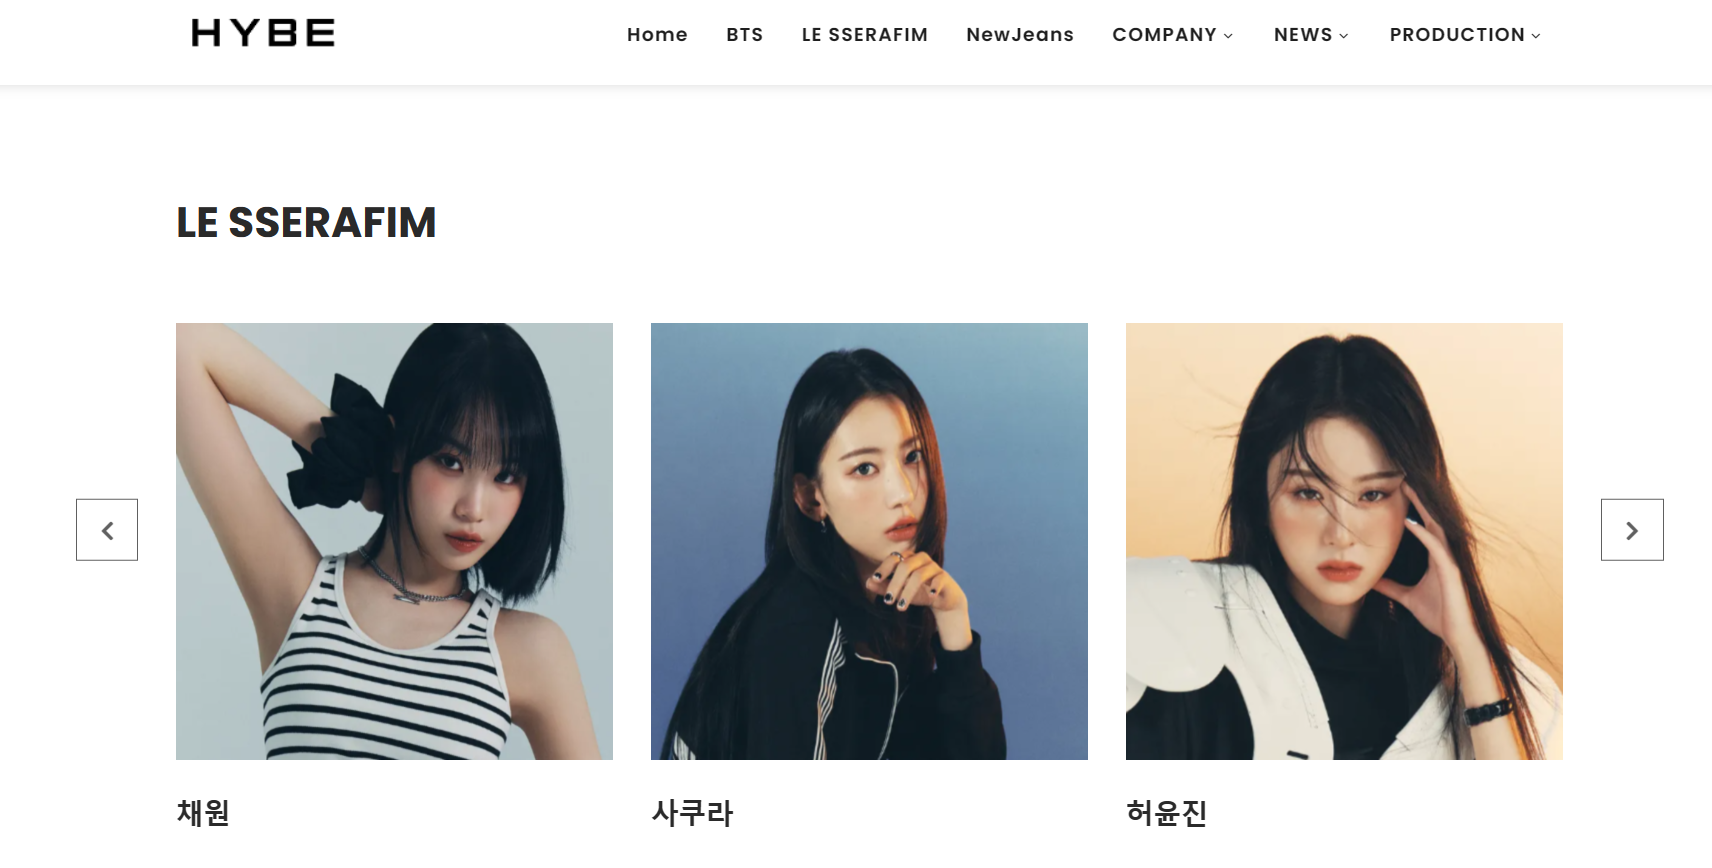 HYBE
Home BTS LE SSERAFIM NewJeans COMPANY NEWS PRODUCTION
LE SSERAFIM
채원 사쿠라 허윤진